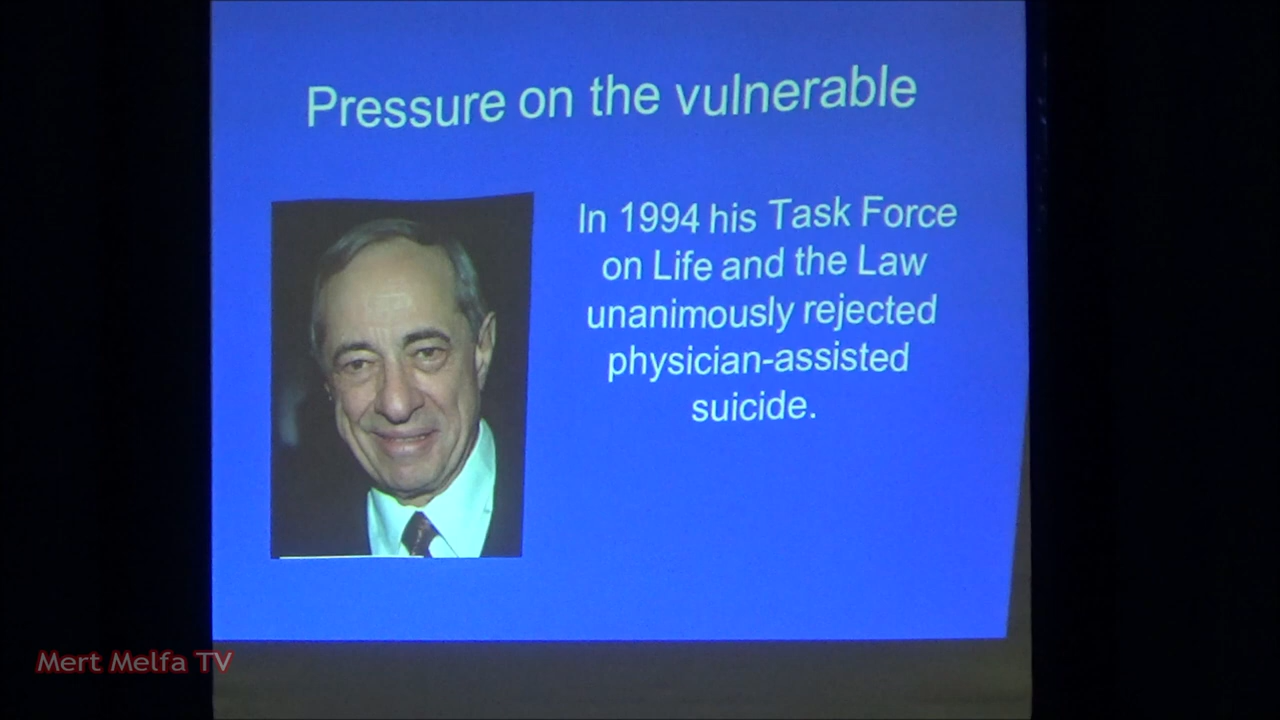 Pressure on the vulnerable
In 1994 his Task Force
on Life and the Law
unanimously rejected
physician-assisted
suicide.
Mert Melfa TV